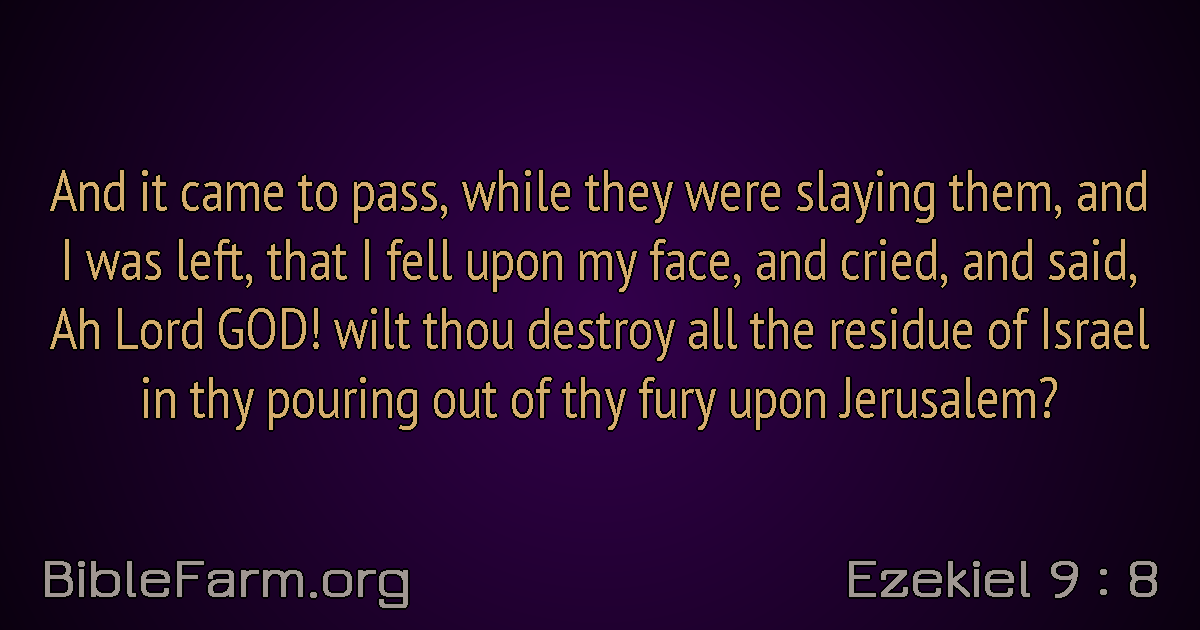 And it came to pass, while they were slaying them, and
I was left, that I fell upon my face, and cried, and said,
Ah Lord GOD! wilt thou destroy all the residue of Israel
in thy pouring out of thy fury upon Jerusalem?
BibleFarm.org
Ezekiel 9 : 8